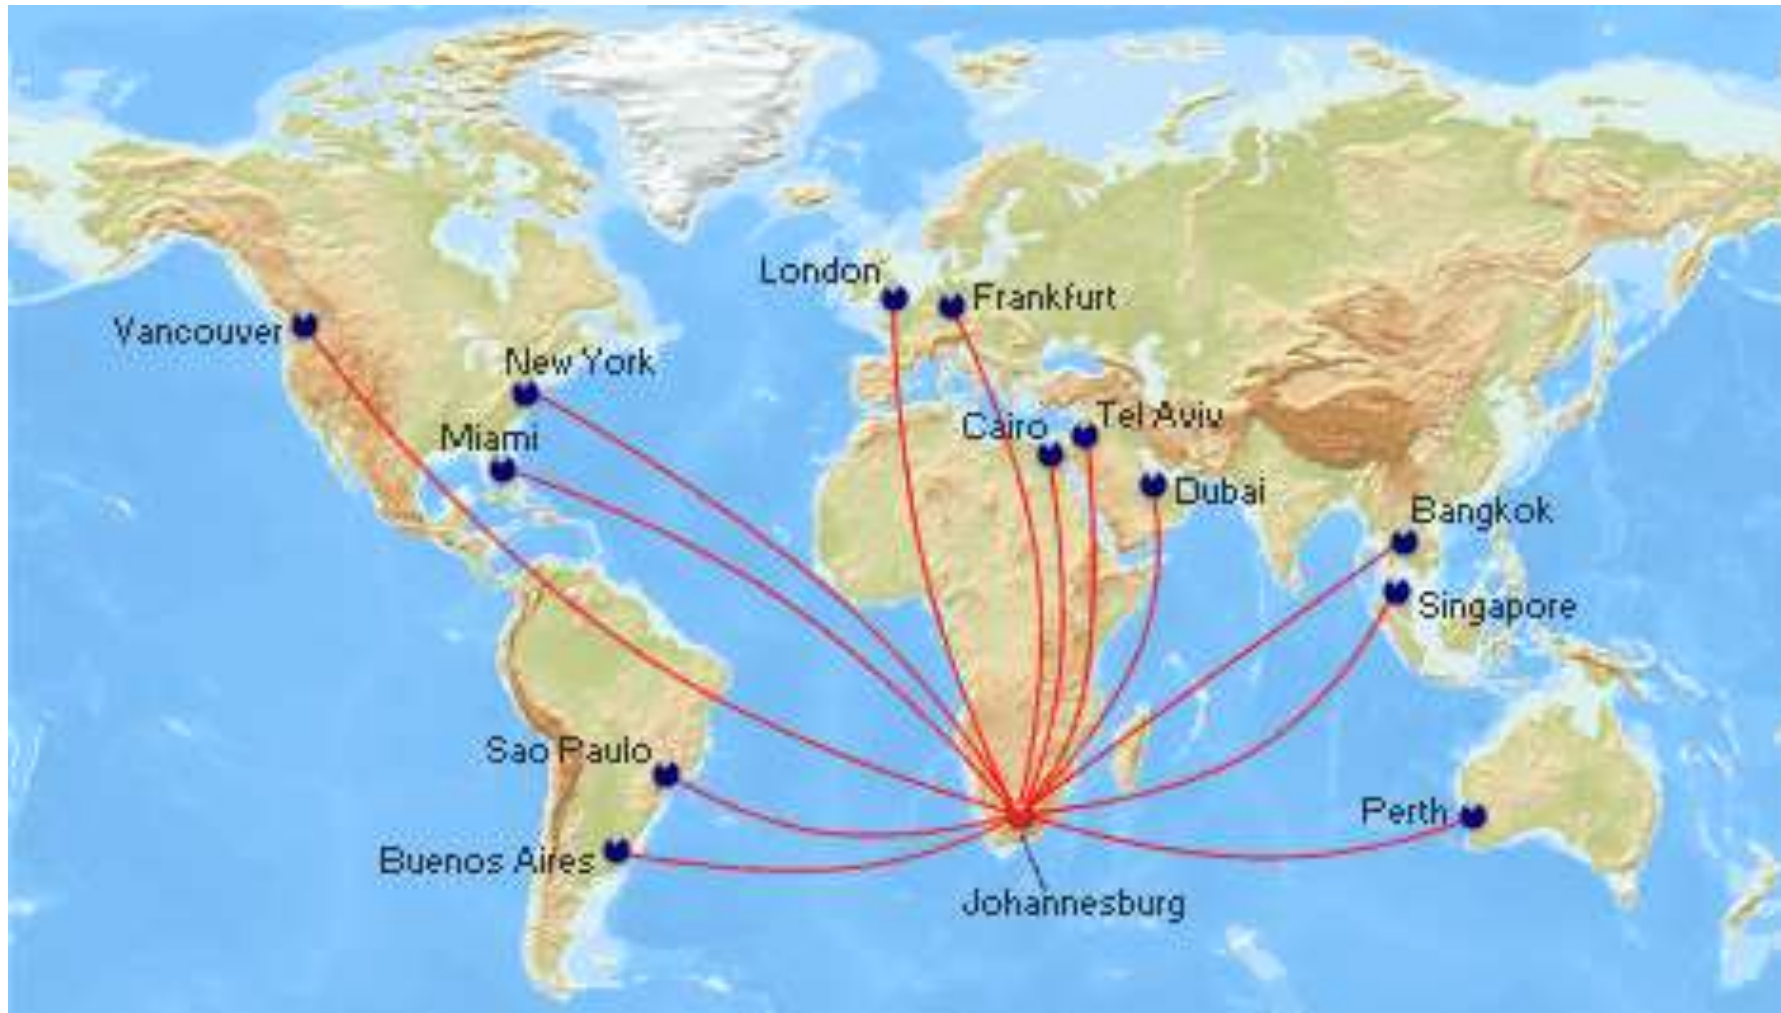 London
Frankfurt
Vancouver
New York
Cairo
Tel Aviv
Miami
Dubai
Bangkok
Singapore
Sao Paulo
Perth
Buenos Aires
Johannesburg